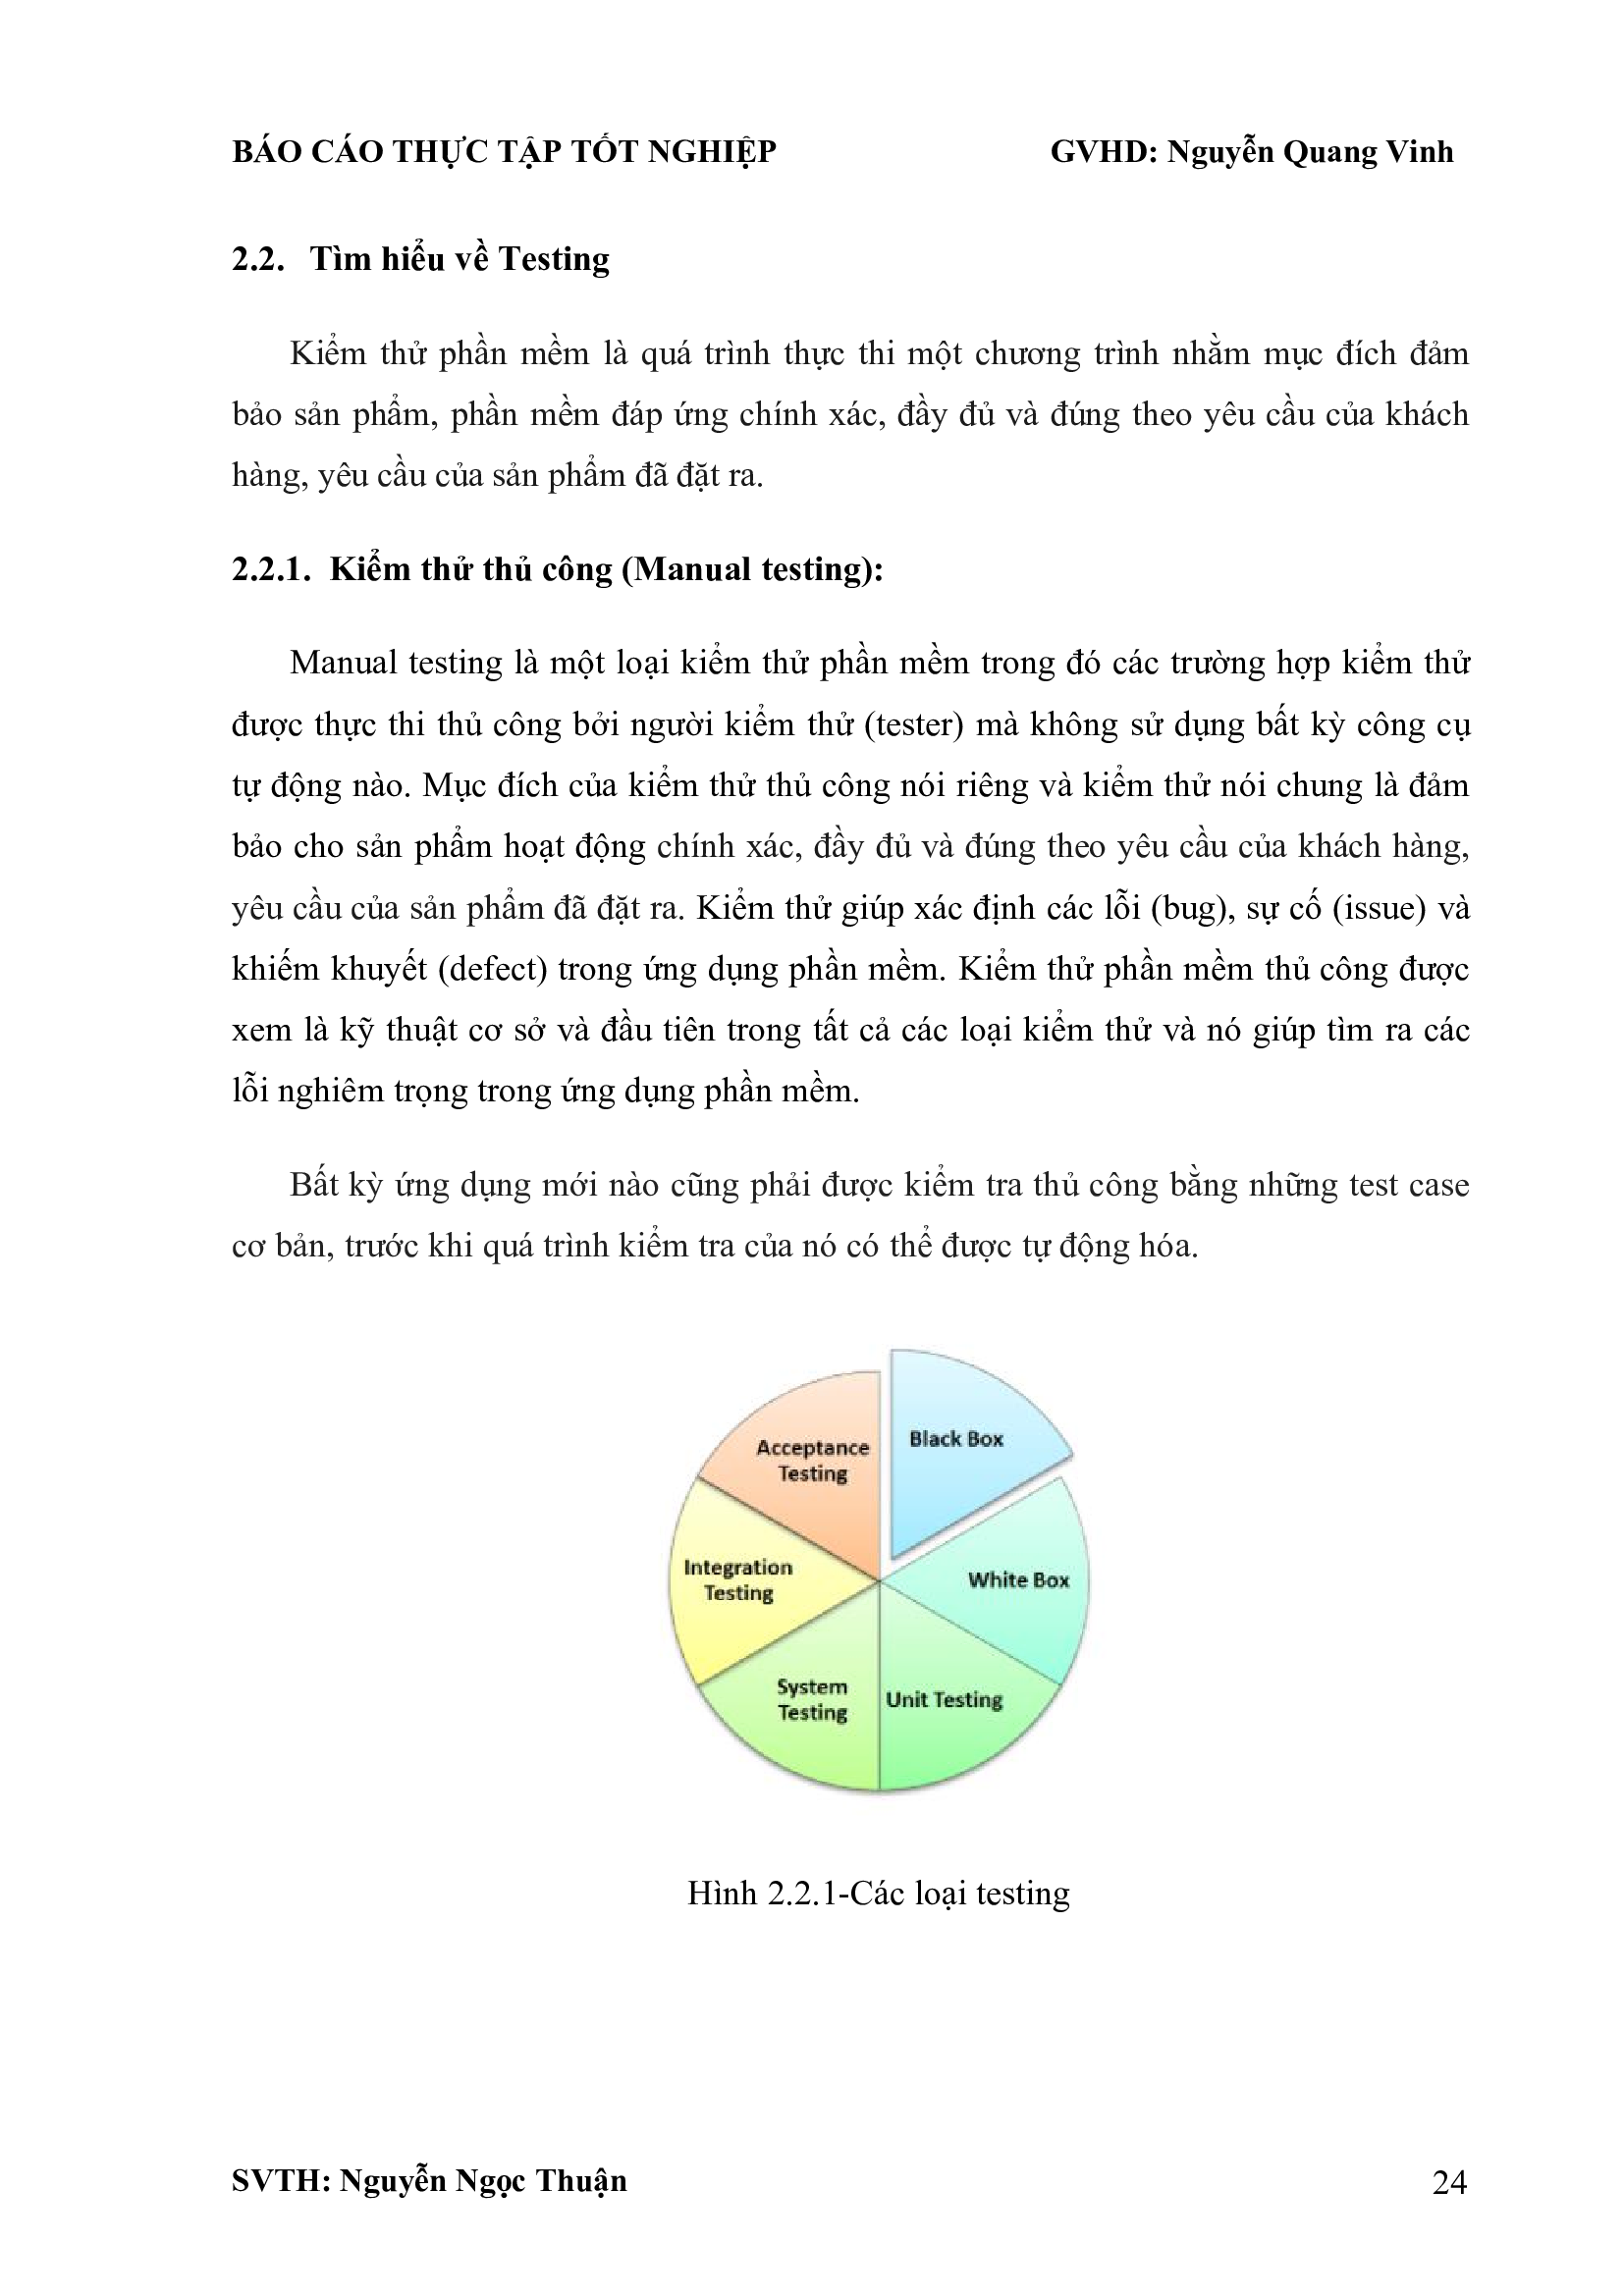 BÁO CÁO THỰC TẬP TỐT NGHIỆP GVHD: Nguyễn Quang Vinh
2.2. Tìm hiểu về Testing
Kiểm thử phần mềm là quá trình thực thi một chương trình nhằm mục đích đảm
bảo sản phẩm, phần mềm đáp ứng chính xác, đầy đủ và đúng theo yêu cầu của khách
hàng, yêu cầu của sản phẩm đã đặt ra.
2.2.1. Kiểm thử thủ công (Manual testing):
Manual testing là một loại kiểm thử phần mềm trong đó các trường hợp kiểm thử
được thực thi thủ công bởi người kiểm thử (tester) mà không sử dụng bất kỳ công cụ
tự động nào. Mục đích của kiểm thử thủ công nói riêng và kiểm thử nói chung là đảm
bảo cho sản phẩm hoạt động chính xác, đầy đủ và đúng theo yêu cầu của khách hàng,
yêu cầu của sản phẩm đã đặt ra. Kiểm thử giúp xác định các lỗi (bug), sự cố (issue) và
khiếm khuyết (defect) trong ứng dụng phần mềm. Kiểm thử phần mềm thủ công được
xem là kỹ thuật cơ sở và đầu tiên trong tất cả các loại kiểm thử và nó giúp tìm ra các
lỗi nghiêm trọng trong ứng dụng phần mềm.
Bất kỳ ứng dụng mới nào cũng phải được kiểm tra thủ công bằng những test case
cơ bản, trước khi quá trình kiểm tra của nó có thể được tự động hóa.
Black Box
Acceptance
Testing
Integration
Testing
White Box
System
Testing
Unit Testing
Hình 2.2.1-Các loại testing
SVTH: Nguyễn Ngọc Thuận 24